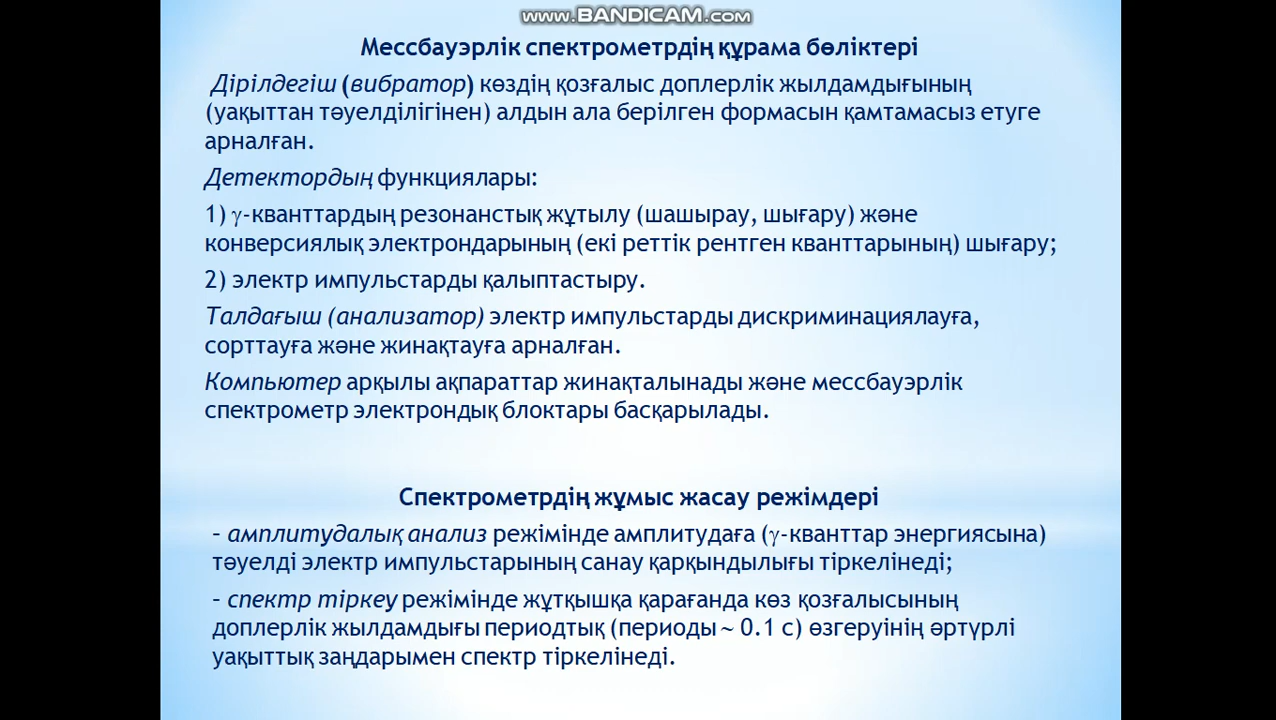 www.BANDICAM.com
Мессбауэрлік спектрометрдің құрама бөліктері
Дірілдегіш (вибратор) көздің қозғалыс доплерлік жылдамдығының
(уақыттан тәуелділігінен) алдын ала берілген формасын қамтамасыз етуге
арналған.
Детектордың функциялары:
1) γ-кванттардың резонанстық жұтылу (шашырау, шығару) және
конверсиялық электрондарының (екі реттік рентген кванттарының) шығару;
2) электр импульстарды қалыптастыру.
Талдағыш (анализатор) электр импульстарды дискриминациялауға,
сорттауға және жинақтауға арналған.
Компьютер арқылы ақпараттар жинақталынады және мессбауэрлік
спектрометр электрондық блоктары басқарылады.
Спектрометрдің жұмыс жасау режімдері
- амплитудалық анализ режімінде амплитудаға (γ-кванттар энергиясына)
тәуелді электр импульстарының санау қарқындылығы тіркелінеді;
- спектр тіркеу режімінде жұтқышқа қарағанда көз қозғалысының
доплерлік жылдамдығы периодтық (периоды ~ 0.1 с) өзгеруінің әртүрлі
уақыттық заңдарымен спектр тіркелінеді.